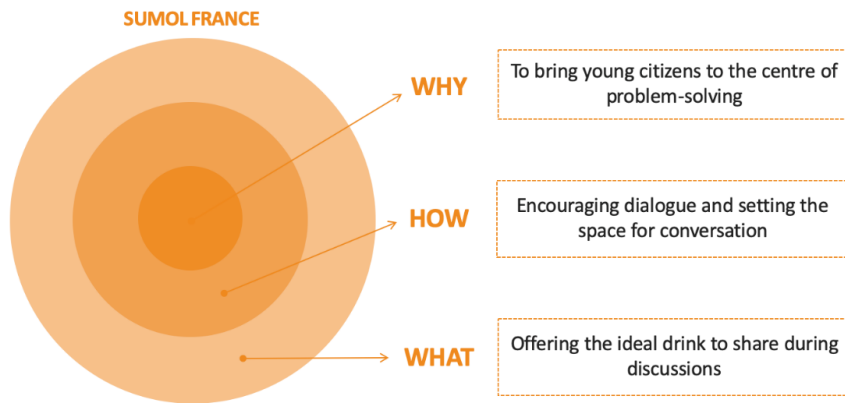 SUMOL FRANCE
WHY
To bring young citizens to the centre of
problem-solving
HOW
Encouraging dialogue and setting the
space for conversation
WHAT
Offering the ideal drink to share during
discussions